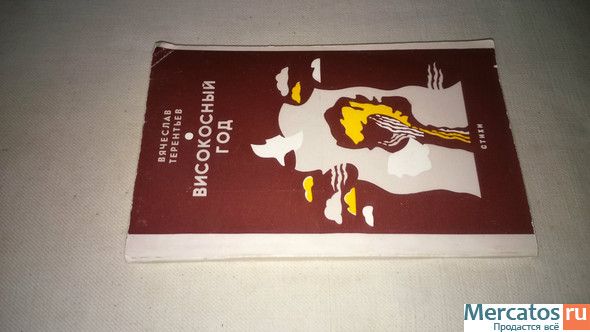 ВЯЧЕСЛАВ
ТЕРЕНТЬЕВ
ВИСОКОСНЫЙ
ГОД
СТИХИ
Mercatos.ru
Продастся всё